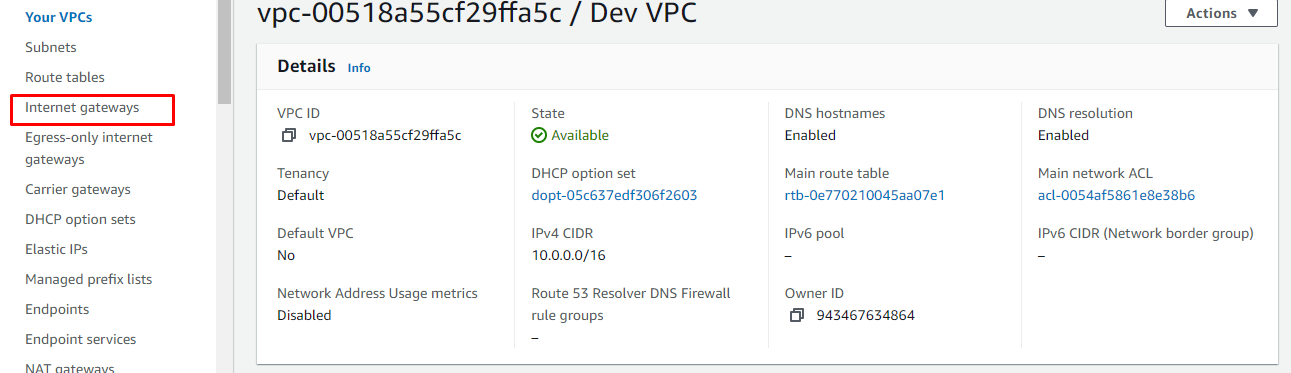 Your VPCs
Subnets
Route tables
Internet gateways
Egress-only internet
gateways
Carrier gateways
DHCP option sets
Elastic IPs
Managed prefix lists
Endpoints
Endpoint services
NAT gateways
vpc-00518a55cf29ffa5c / Dev VPC
Actions
Details Info
VPC ID
vpc-00518a55cf29ffa5c
State
Available
DNS hostnames
Enabled
DNS resolution
Enabled
Tenancy
Default
DHCP option set
dopt-05c637edf306f2603
Main route table
rtb-0e770210045aa07e1
Main network ACL
acl-0054af5861e8e38b6
Default VPC
No
IPv4 CIDR
10.0.0.0/16
IPv6 pool
–
IPv6 CIDR (Network border group)
–
Network Address Usage metrics
Disabled
Route 53 Resolver DNS Firewall
rule groups
–
Owner ID
943467634864